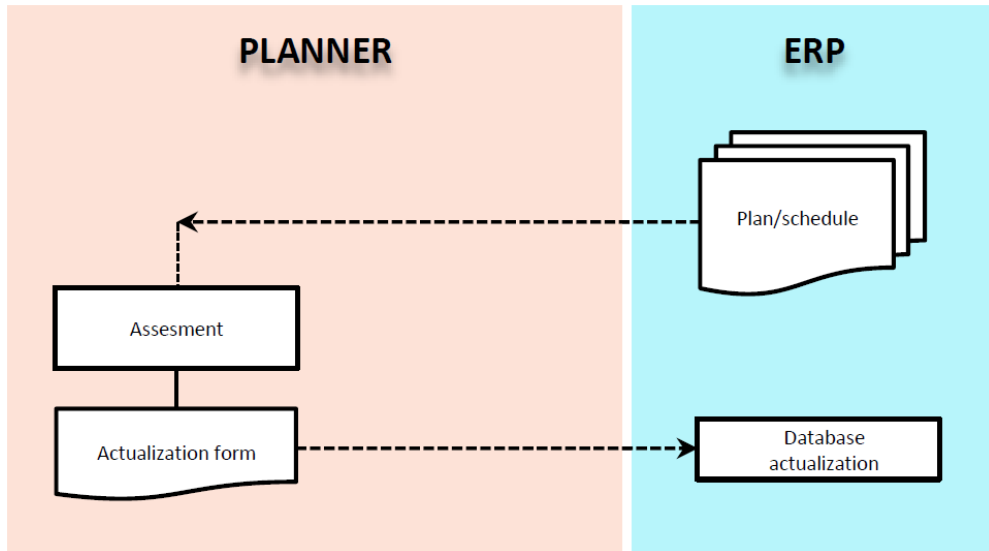 PLANNER
ERP
Plan/schedule
Assesment
Actualization form
Database
actualization